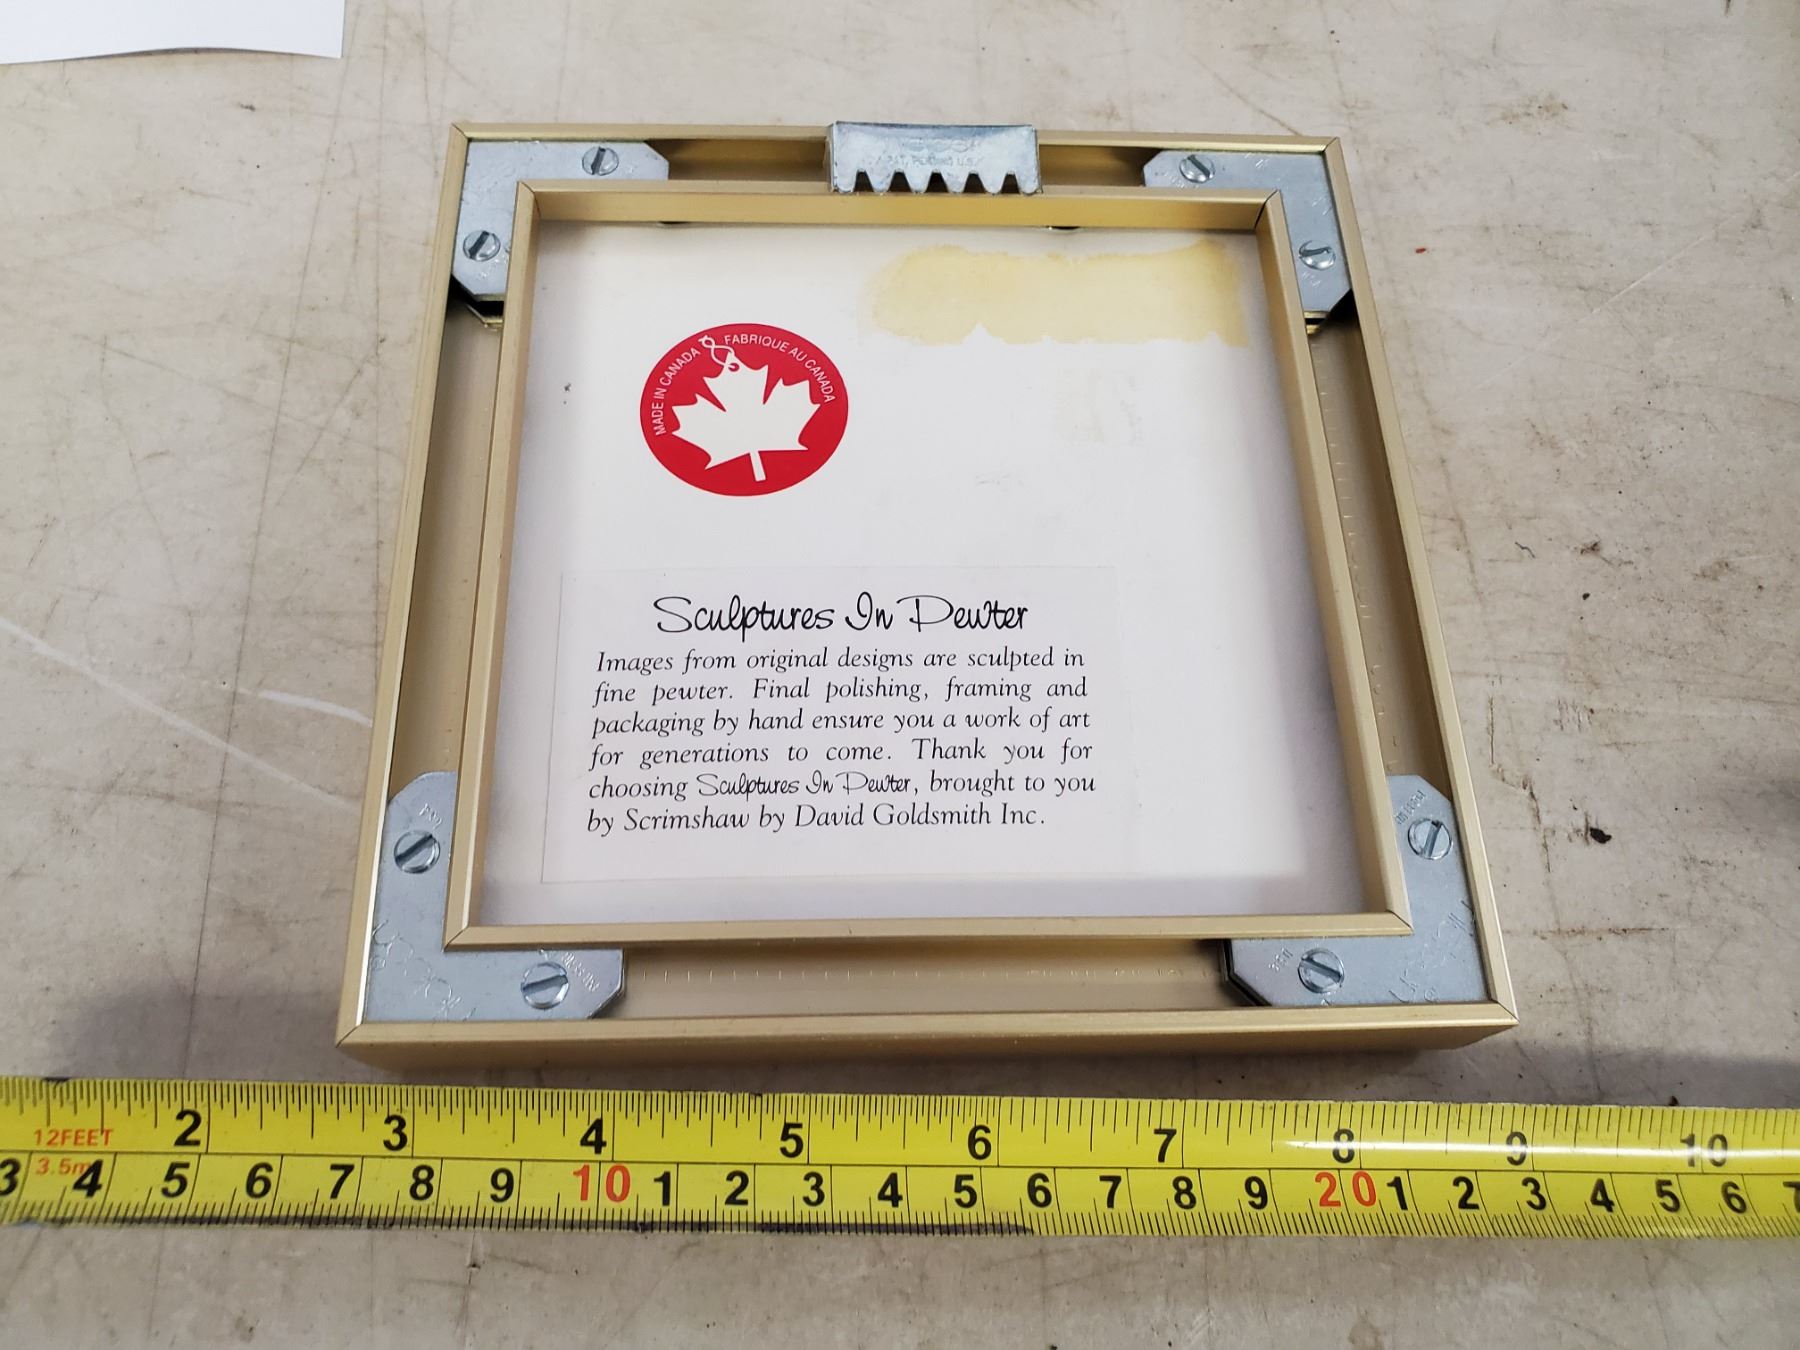 PAT. PENDING U.S.
MADE IN CANADA FABRIQUE AU CANADA
Sculptures In Pewter
Images from original designs are sculpted in
fine pewter. Final polishing, framing and
packaging by hand ensure you a work of art
for generations to come. Thank you for
choosing Sculptures In Pewter, brought to you
by Scrimshaw by David Goldsmith Inc.
12FEET 2 3 4 5 6 7 8 9 10
3 3.5m 4 5 6 7 8 9 10 1 2 3 4 5 6 7 8 9 20 1 2 3 4 5 6 7